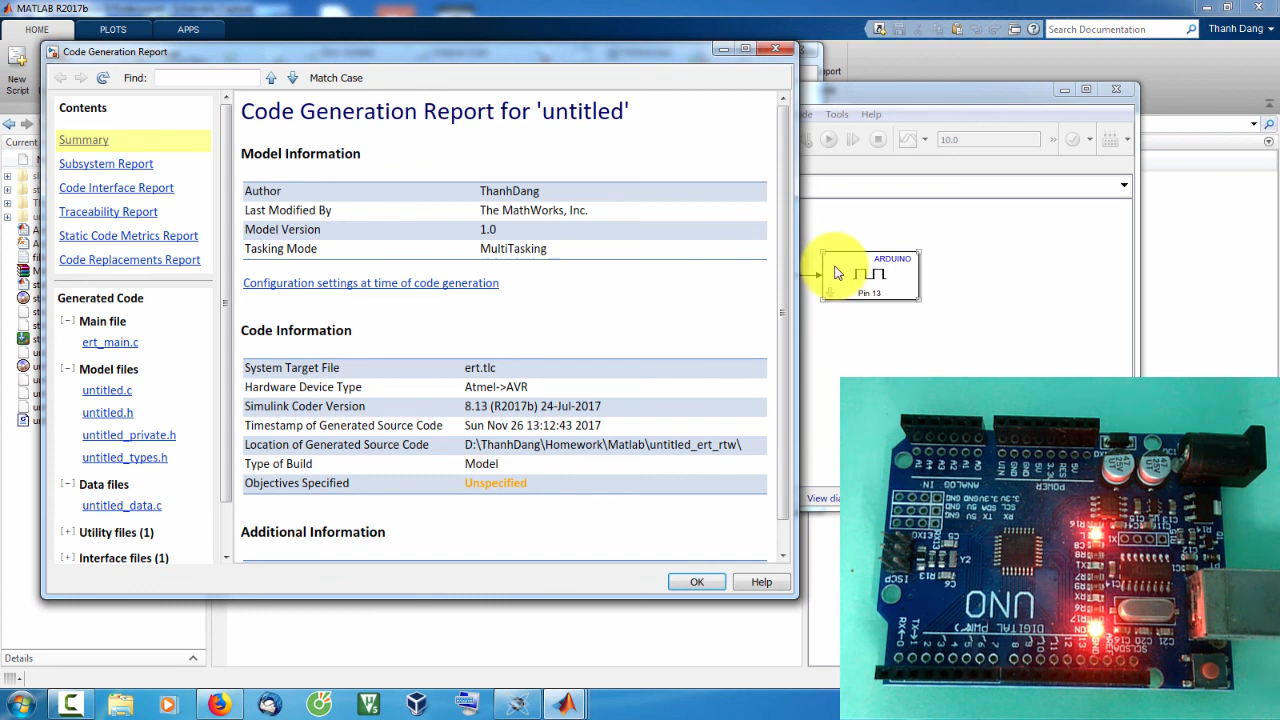 MATLAB R2017b
HOME PLOTS APPS
Search Documentation
Thanh Dang
New
Script
Code Generation Report
Find:
Match Case
Contents
Summary
Subsystem Report
Code Interface Report
Traceability Report
Static Code Metrics Report
Code Replacements Report
Generated Code
[-] Main file
ert_main.c
[-] Model files
untitled.c
untitled.h
untitled_private.h
untitled_types.h
[-] Data files
untitled_data.c
[+] Utility files (1)
[+] Interface files (1)
Code Generation Report for 'untitled'
Model Information
Author ThanhDang
Last Modified By The MathWorks, Inc.
Model Version 1.0
Tasking Mode MultiTasking
Configuration settings at time of code generation
Code Information
System Target File ert.tlc
Hardware Device Type Atmel->AVR
Simulink Coder Version 8.13 (R2017b) 24-Jul-2017
Timestamp of Generated Source Code Sun Nov 26 13:12:43 2017
Location of Generated Source Code D:\ThanhDang\Homework\Matlab\untitled_ert_rtw\
Type of Build Model
Objectives Specified Unspecified
Additional Information
OK
Help
Tools Help
10.0
ARDUINO
Pin 13
View
Details
UNO
DIGITAL
POWER
ANALOG IN
ICSP
Y2